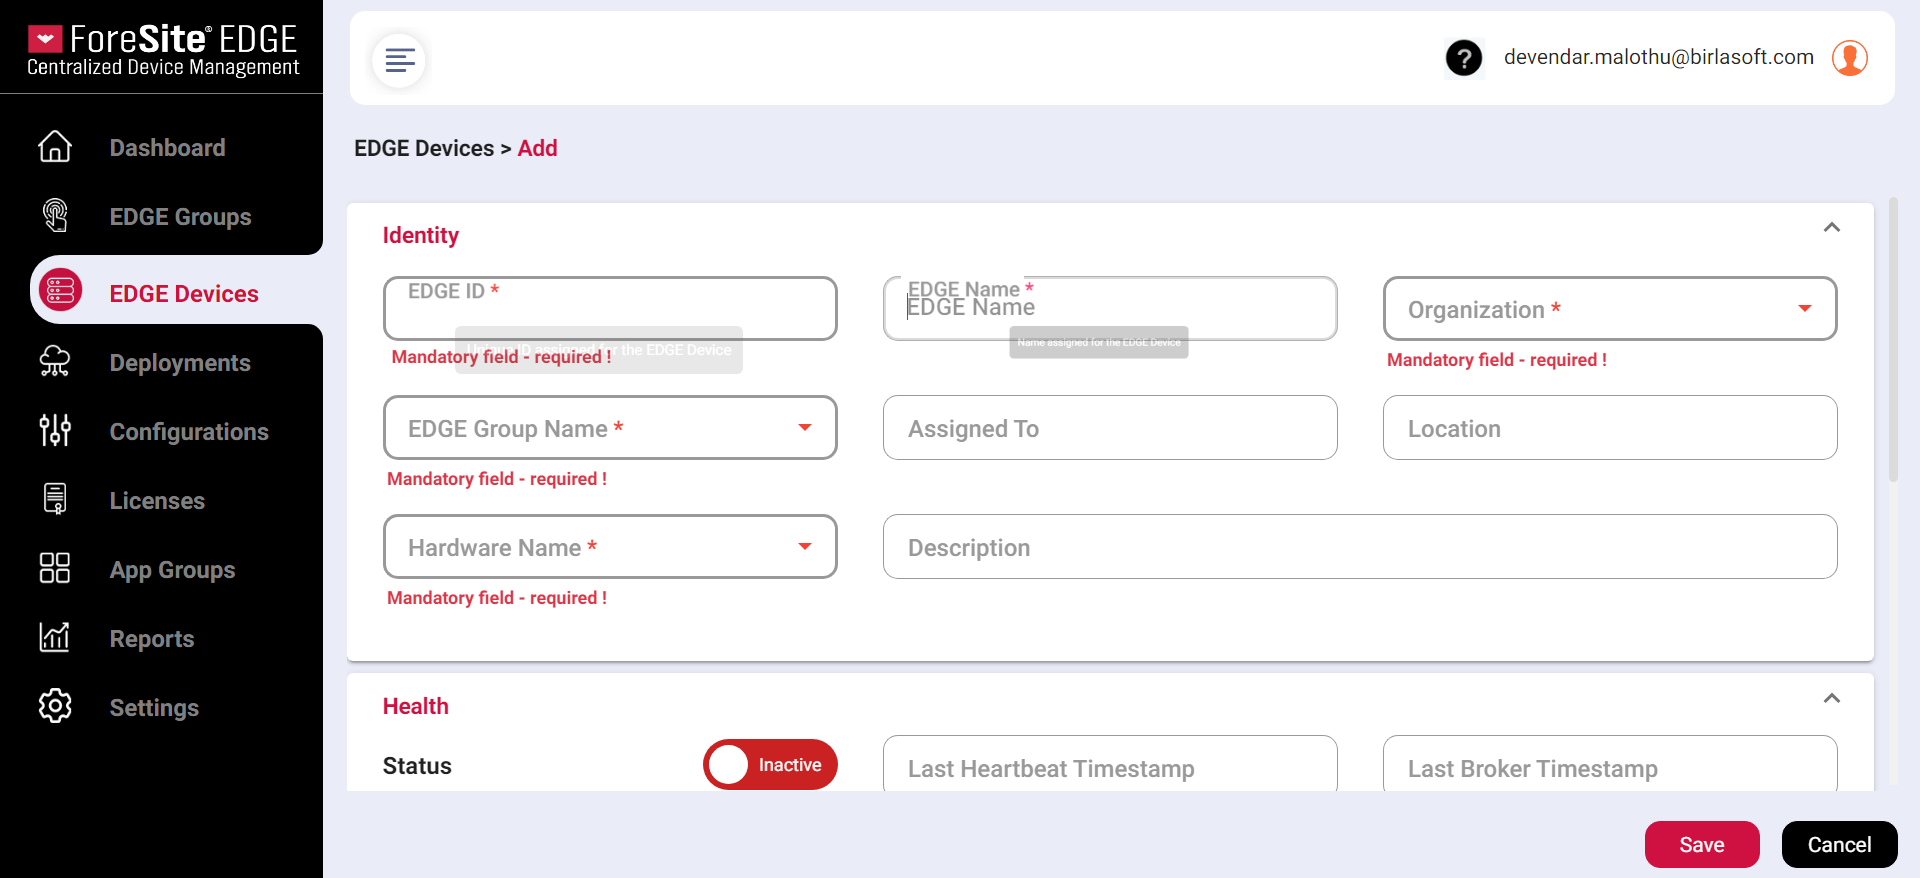 ForeSite® EDGE
Centralized Device Management
? devendar.malothu@birlasoft.com
Dashboard
EDGE Groups
EDGE Devices
Deployments
Configurations
Licenses
App Groups
Reports
Settings
EDGE Devices > Add
Identity
EDGE ID *
EDGE Name *
EDGE Name
Organization *
Unique ID assigned for the EDGE Device
Mandatory field - required !
Name assigned for the EDGE Device
Mandatory field - required !
EDGE Group Name *
Assigned To
Location
Mandatory field - required !
Hardware Name *
Description
Mandatory field - required !
Health
Status
Inactive
Last Heartbeat Timestamp
Last Broker Timestamp
Save
Cancel